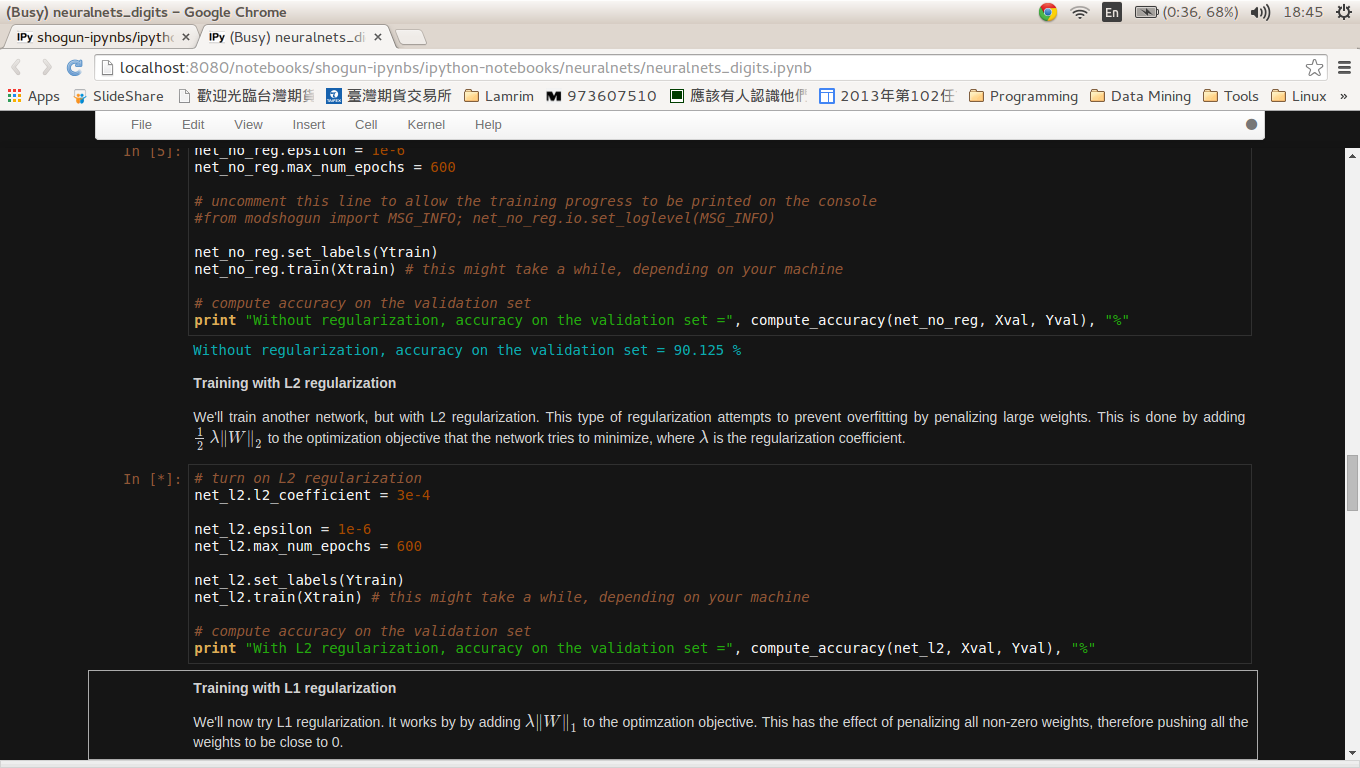 (Busy) neuralnets_digits – Google Chrome
En (0:36, 68%) 18:45
IPy shogun-ipynbs/ipytho IPy (Busy) neuralnets_di
localhost:8080/notebooks/shogun-ipynbs/ipython-notebooks/neuralnets/neuralnets_digits.ipynb
Apps SlideShare 歡迎光臨台灣期貨 臺灣期貨交易所 Lamrim 973607510 應該有人認識他們 2013年第102任 Programming Data Mining Tools Linux »
File Edit View Insert Cell Kernel Help
In [5]: net_no_reg.epsilon = 1e-6
net_no_reg.max_num_epochs = 600
# uncomment this line to allow the training progress to be printed on the console
#from modshogun import MSG_INFO; net_no_reg.io.set_loglevel(MSG_INFO)
net_no_reg.set_labels(Ytrain)
net_no_reg.train(Xtrain) # this might take a while, depending on your machine
# compute accuracy on the validation set
print "Without regularization, accuracy on the validation set =", compute_accuracy(net_no_reg, Xval, Yval), "%"
Without regularization, accuracy on the validation set = 90.125 %
Training with L2 regularization
We'll train another network, but with L2 regularization. This type of regularization attempts to prevent overfitting by penalizing large weights. This is done by adding
½ λ‖W‖₂ to the optimization objective that the network tries to minimize, where λ is the regularization coefficient.
In [*]: # turn on L2 regularization
net_l2.l2_coefficient = 3e-4
net_l2.epsilon = 1e-6
net_l2.max_num_epochs = 600
net_l2.set_labels(Ytrain)
net_l2.train(Xtrain) # this might take a while, depending on your machine
# compute accuracy on the validation set
print "With L2 regularization, accuracy on the validation set =", compute_accuracy(net_l2, Xval, Yval), "%"
Training with L1 regularization
We'll now try L1 regularization. It works by by adding λ‖W‖₁ to the optimzation objective. This has the effect of penalizing all non-zero weights, therefore pushing all the
weights to be close to 0.